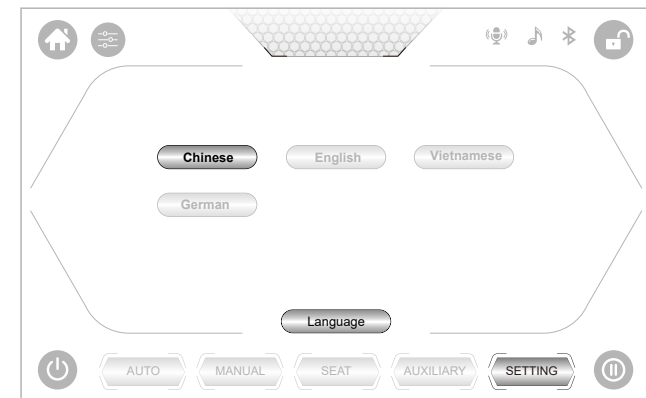 Chinese English Vietnamese
German
Language
AUTO MANUAL SEAT AUXILIARY SETTING